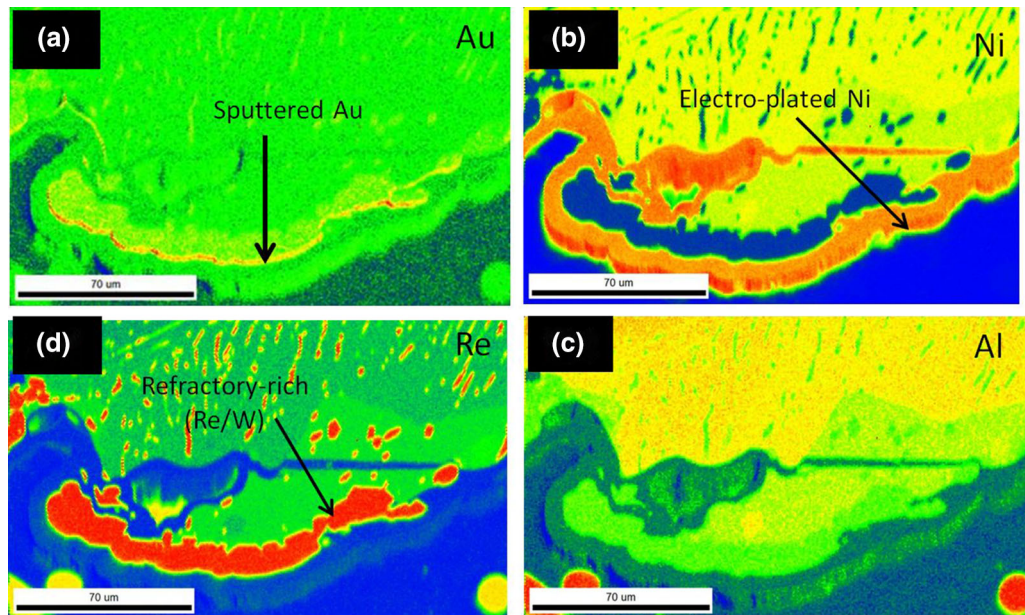 (a)
Au
Sputtered Au
70 um
(b)
Ni
Electro-plated Ni
70 um
(d)
Re
Refractory-rich
(Re/W)
70 um
(c)
Al
70 um